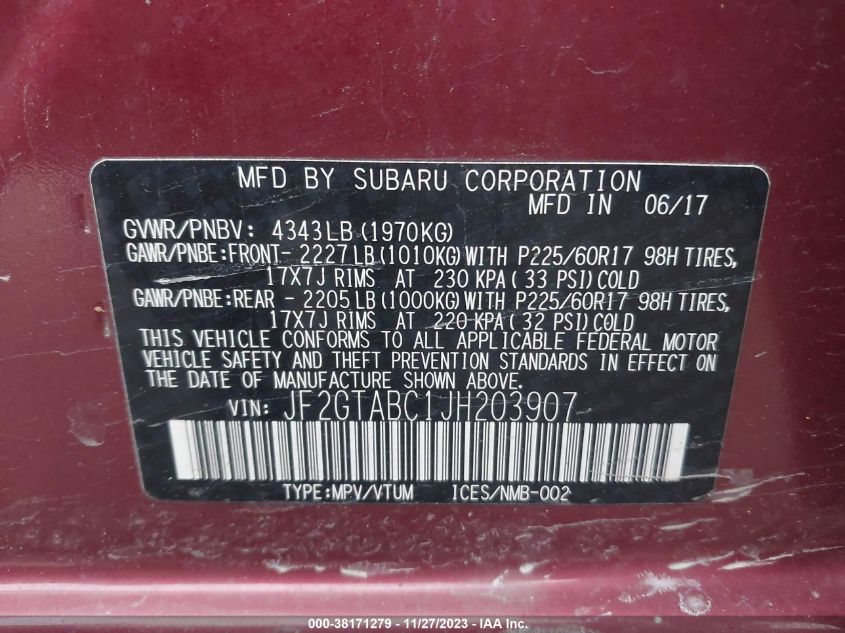 MFD BY SUBARU CORPORATION
MFD IN 06/17
GVWR/PNBV: 4343LB(1970KG)
GAWR/PNBE:FRONT- 2227LB(1010KG)WITH P225/60R17 98H TIRES,
17X7J RIMS AT 230 KPA( 33 PSI)COLD
GAWR/PNBE:REAR - 2205LB(1000KG)WITH P225/60R17 98H TIRES,
17X7J RIMS AT 220 KPA( 32 PSI)COLD
THIS VEHICLE CONFORMS TO ALL APPLICABLE FEDERAL MOTOR
VEHICLE SAFETY AND THEFT PREVENTION STANDARDS IN EFFECT ON
THE DATE OF MANUFACTURE SHOWN ABOVE.
VIN: JF2GTABC1JH203907
TYPE:MPV/VTUM ICES/NMB-002
000-38171279 - 11/27/2023 - IAA Inc.